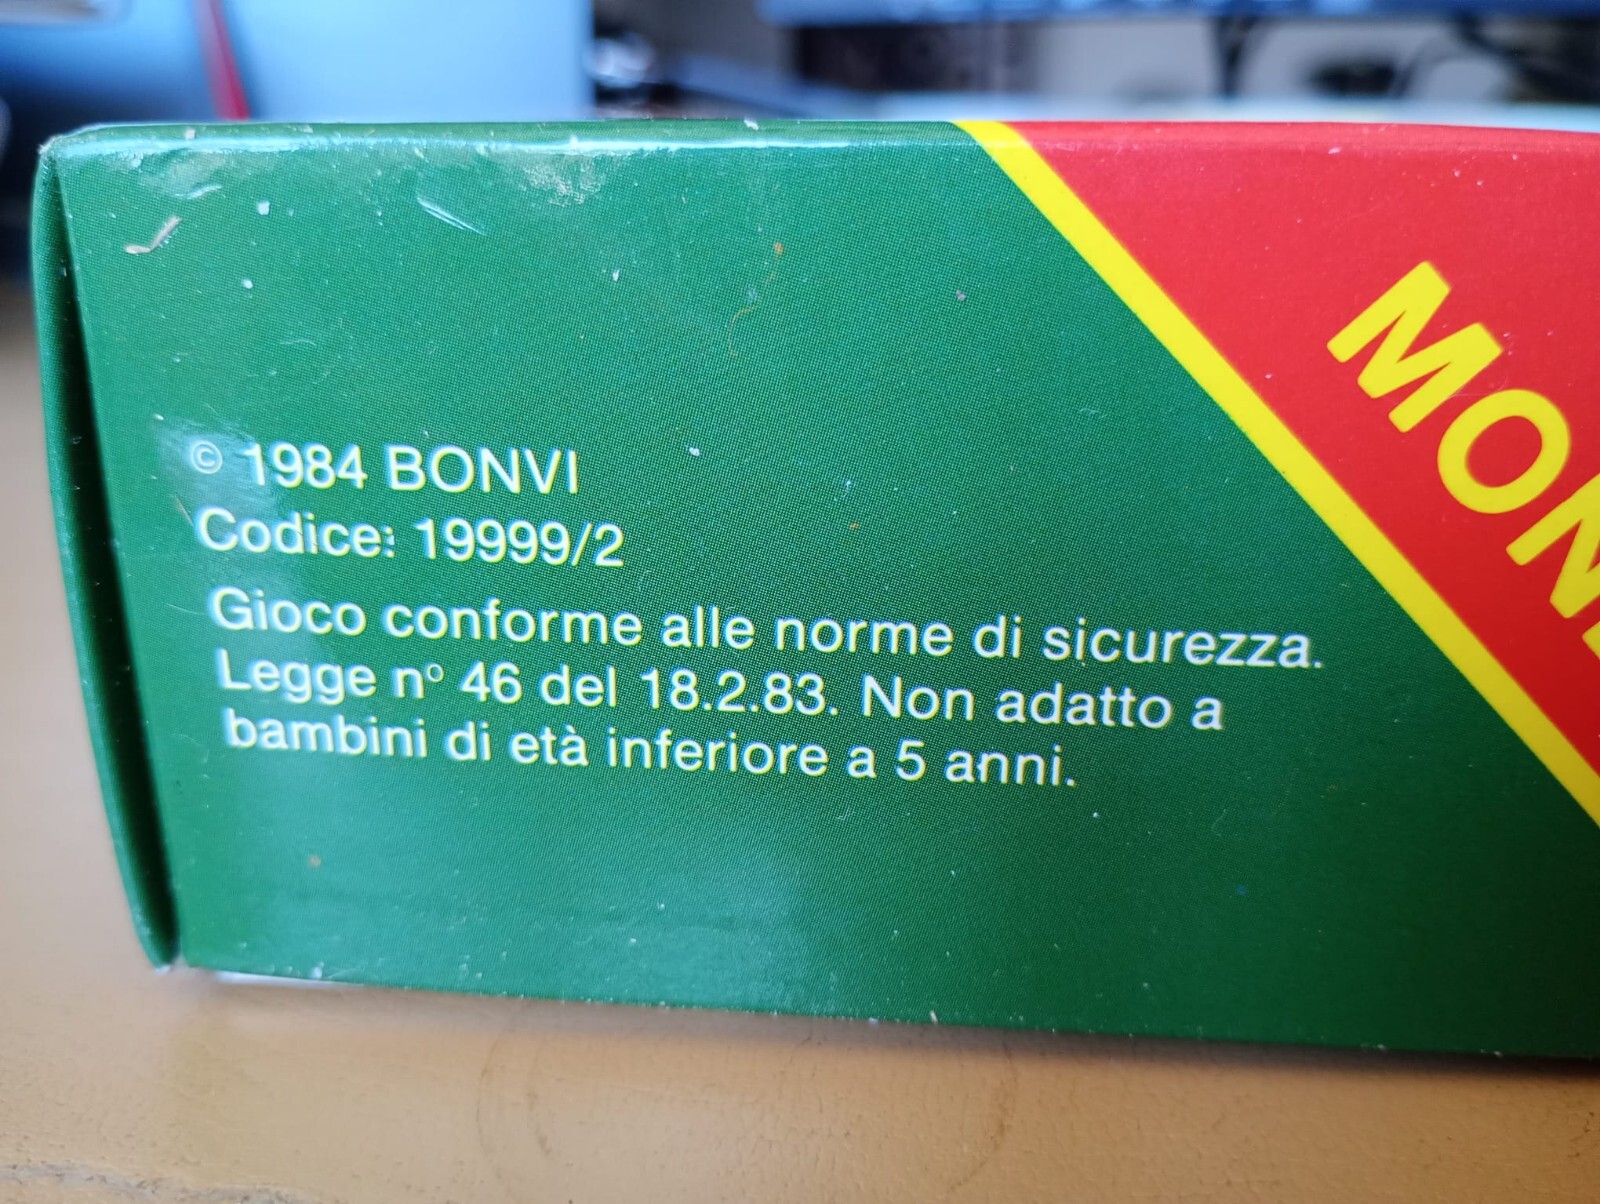 © 1984 BONVI
Codice: 19999/2
Gioco conforme alle norme di sicurezza.
Legge n° 46 del 18.2.83. Non adatto a
bambini di età inferiore a 5 anni.